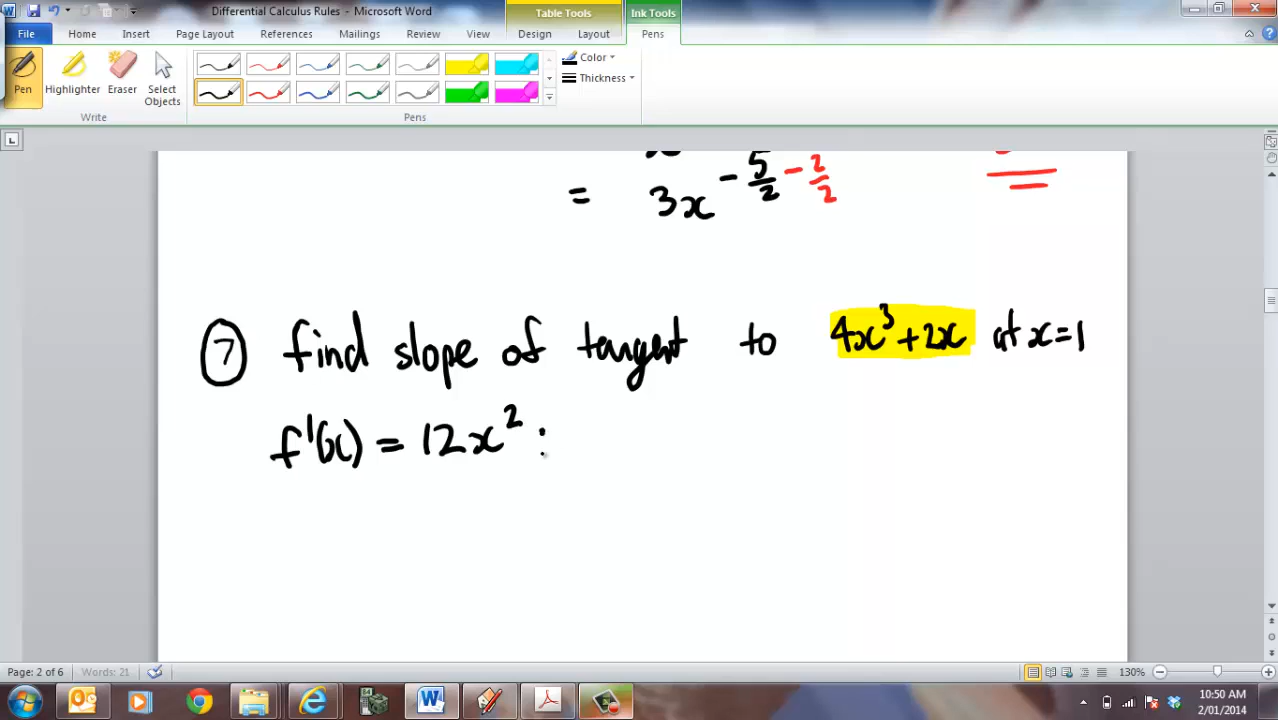 Differential Calculus Rules - Microsoft Word
Table Tools
Ink Tools
File Home Insert Page Layout References Mailings Review View Design Layout Pens
Pen Highlighter Eraser Select Objects
Color
Thickness
Write
Pens
= 3x - 5/2 - 2/2
⑦ find slope of tangent to 4x³+2x at x=1
f'(x) = 12x² :
Page: 2 of 6 Words: 21 130%
10:50 AM
2/01/2014